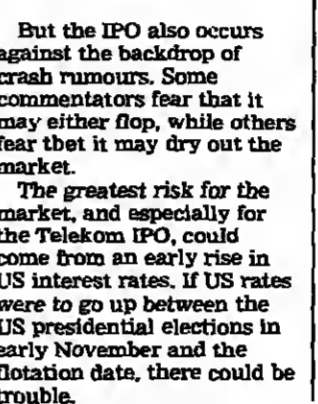 But the IPO also occurs
against the backdrop of
crash rumours. Some
commentators fear that it
may either flop, while others
fear tbet it may dry out the
market.
The greatest risk for the
market, and especially for
the Telekom IPO, could
come from an early rise in
US interest rates. If US rates
were to go up between the
US presidential elections in
early November and the
flotation date, there could be
trouble.